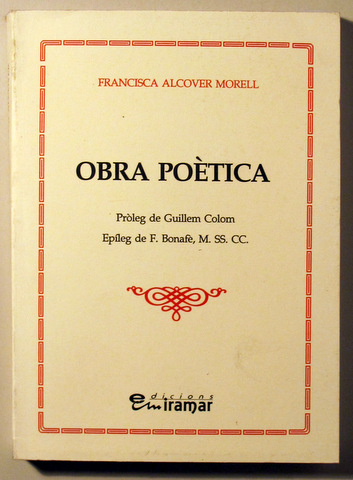 FRANCISCA ALCOVER MORELL
OBRA POÈTICA
Pròleg de Guillem Colom
Epíleg de F. Bonafè, M. SS. CC.
edicions
miramar